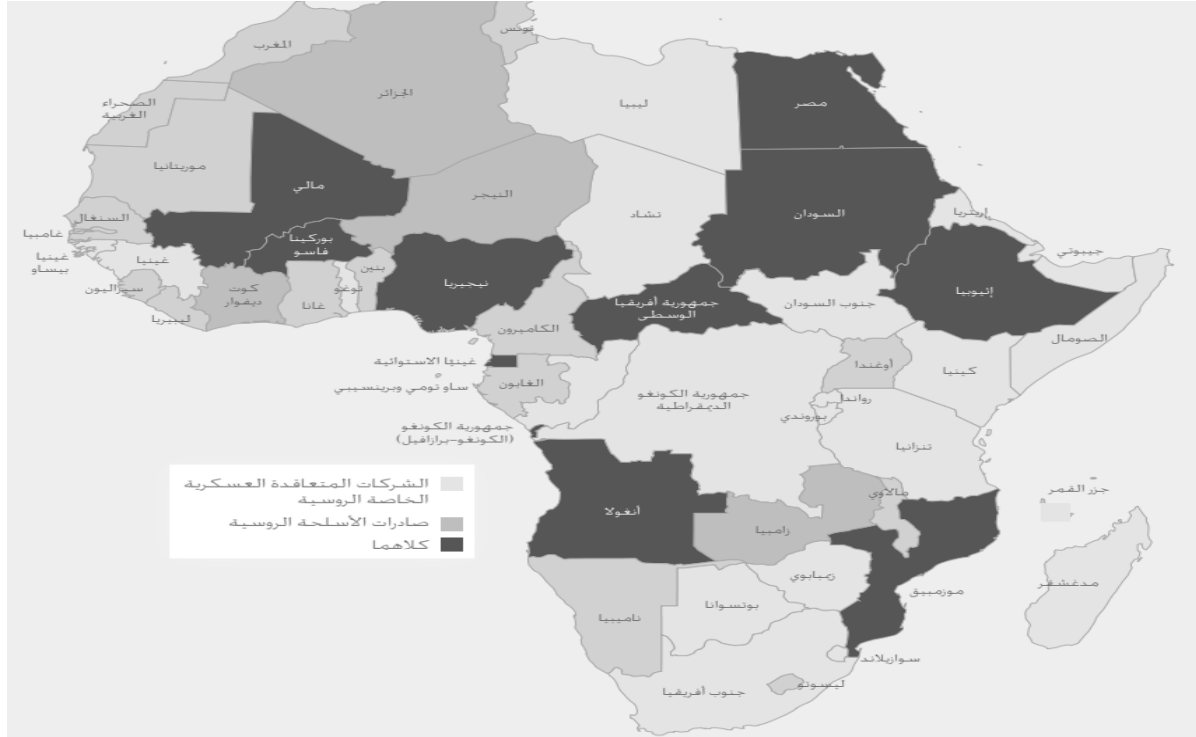 تونس
المغرب
الجزائر
ليبيا
مصر
الصحراء
الغربية
موريتانيا
مالي
النيجر
تشاد
السودان
إريتريا
السنغال
غامبيا
بوركينا
فاسو
جيبوتي
غينيا
بيساو
غينيا
بنين
نيجيريا
سيراليون
كوت
ديفوار
غانا
توغو
ليبيريا
جمهورية أفريقيا
الوسطى
جنوب السودان
إثيوبيا
الكاميرون
الصومال
غينيا الاستوائية
أوغندا
كينيا
الغابون
ساو تومي وبرينسيبي
جمهورية الكونغو
الديمقراطية
رواندا
بوروندي
جمهورية الكونغو
(الكونغو-برازافيل)
تنزانيا
الشركات المتعاقدة العسكرية
الخاصة الروسية
صادرات الأسلحة الروسية
كلاهما
جزر القمر
مالاوي
أنغولا
زامبيا
زيمبابوي
مدغشقر
موزمبيق
بوتسوانا
ناميبيا
سوازيلاند
ليسوتو
جنوب أفريقيا